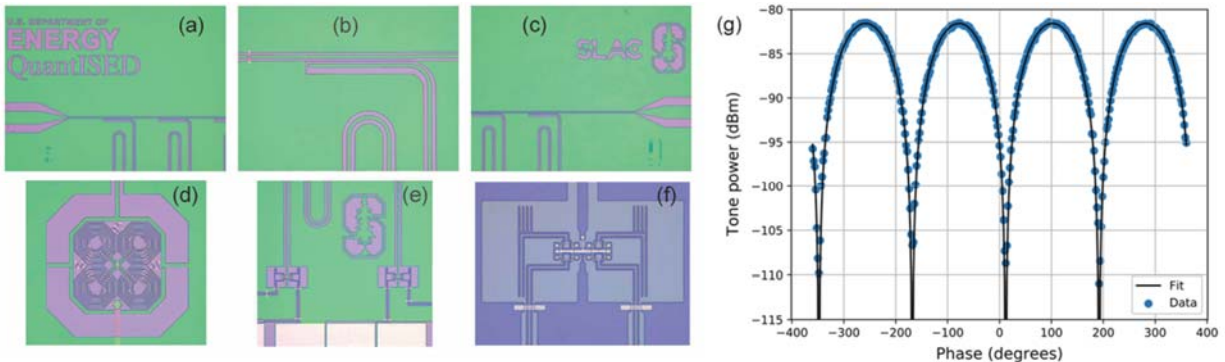 U.S. DEPARTMENT OF
ENERGY
QuantISED
(a)
(b)
(c)
SLAC
(d)
(e)
(f)
(g)
Tone power (dBm)
−80
−85
−90
−95
−100
−105
−110
−115
−400
−300
−200
−100
0
100
200
300
400
Phase (degrees)
Fit
Data